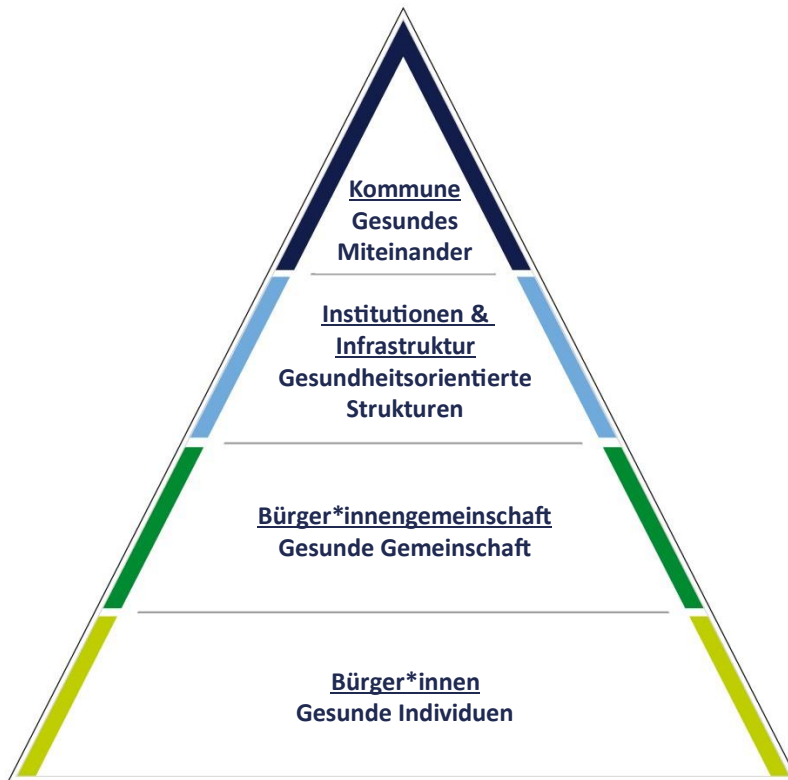 Kommune
Gesundes
Miteinander
Institutionen &
Infrastruktur
Gesundheitsorientierte
Strukturen
Bürger*innengemeinschaft
Gesunde Gemeinschaft
Bürger*innen
Gesunde Individuen